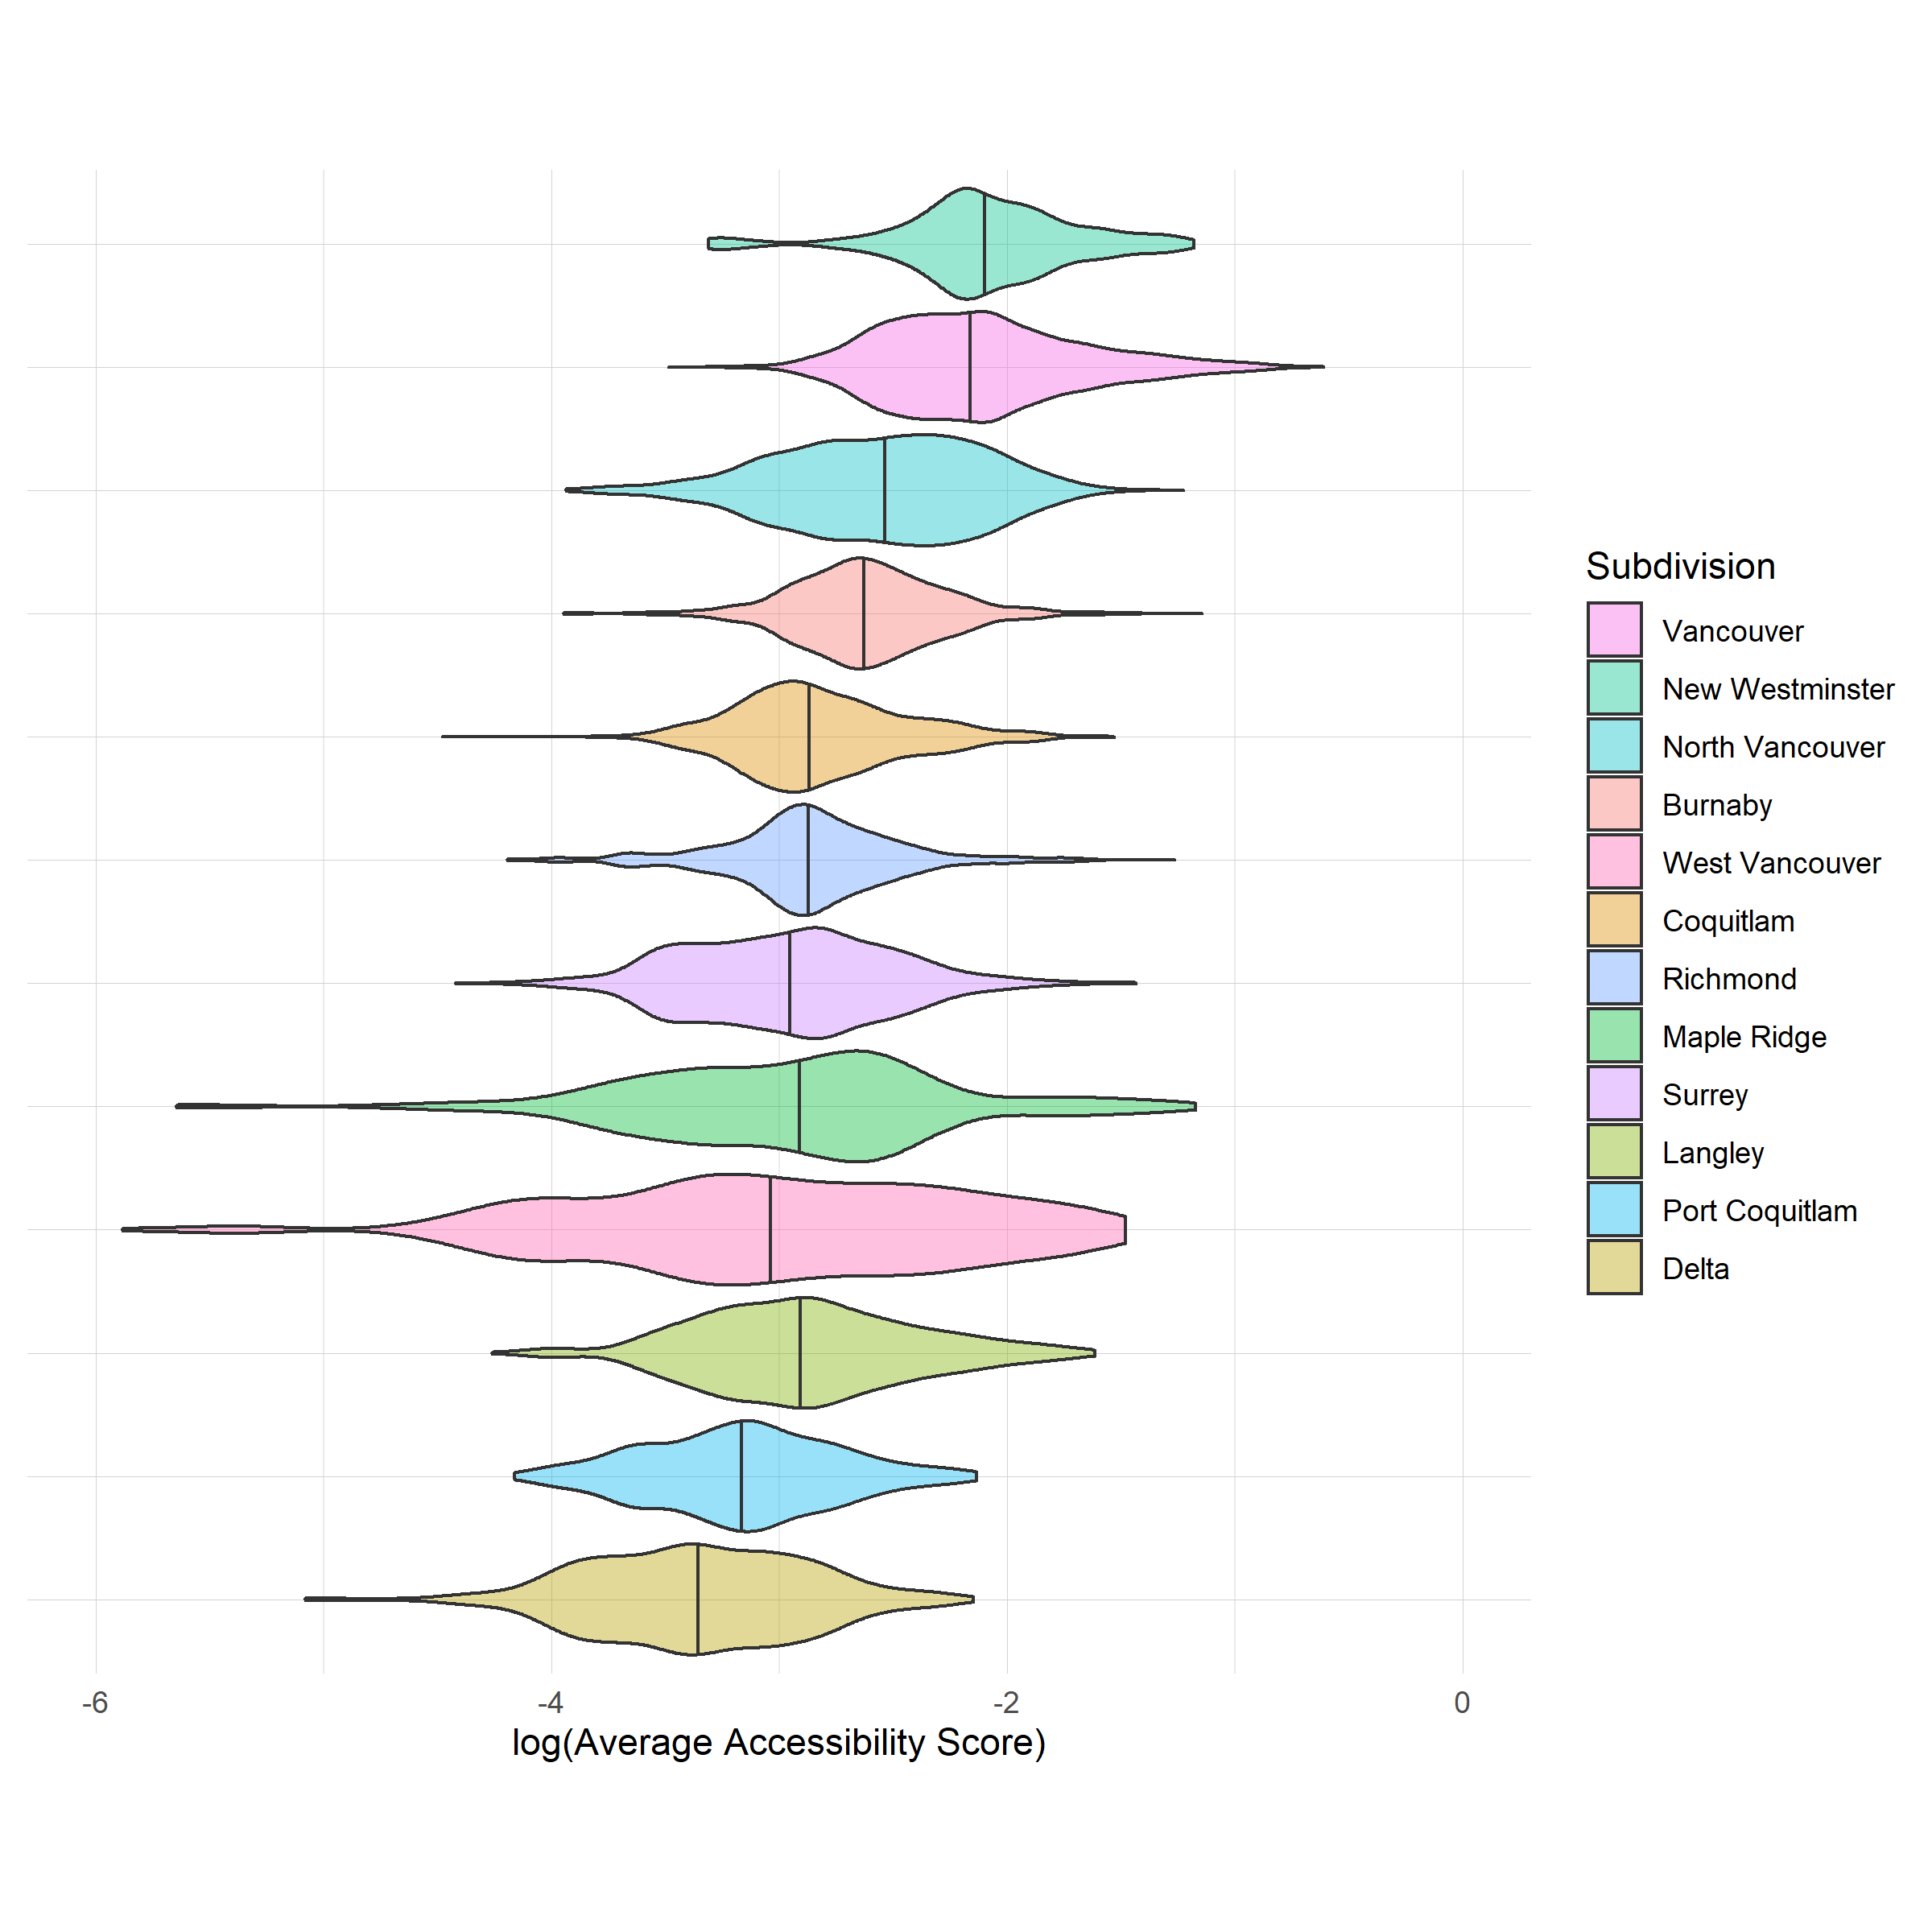 Subdivision
Vancouver
New Westminster
North Vancouver
Burnaby
West Vancouver
Coquitlam
Richmond
Maple Ridge
Surrey
Langley
Port Coquitlam
Delta
-6 -4 -2 0
log(Average Accessibility Score)